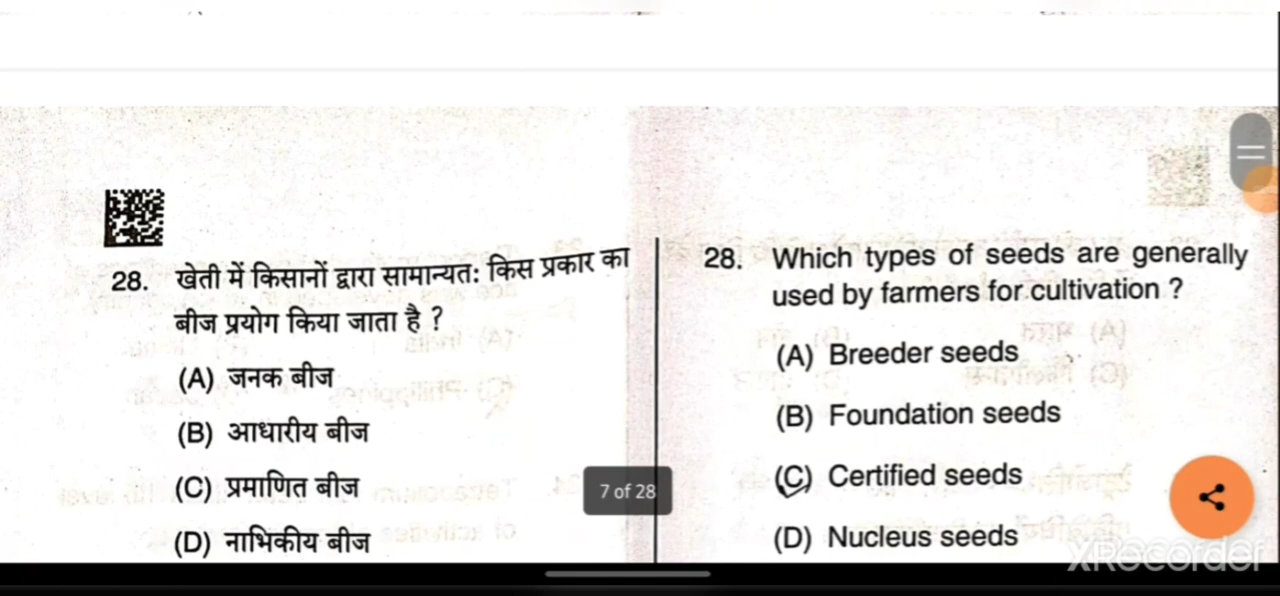 28. खेती में किसानों द्वारा सामान्यतः किस प्रकार का
बीज प्रयोग किया जाता है ?
(A) जनक बीज
(B) आधारीय बीज
(C) प्रमाणित बीज
(D) नाभिकीय बीज
28. Which types of seeds are generally
used by farmers for cultivation ?
(A) Breeder seeds
(B) Foundation seeds
(C) Certified seeds
(D) Nucleus seeds
7 of 28
XRecorder